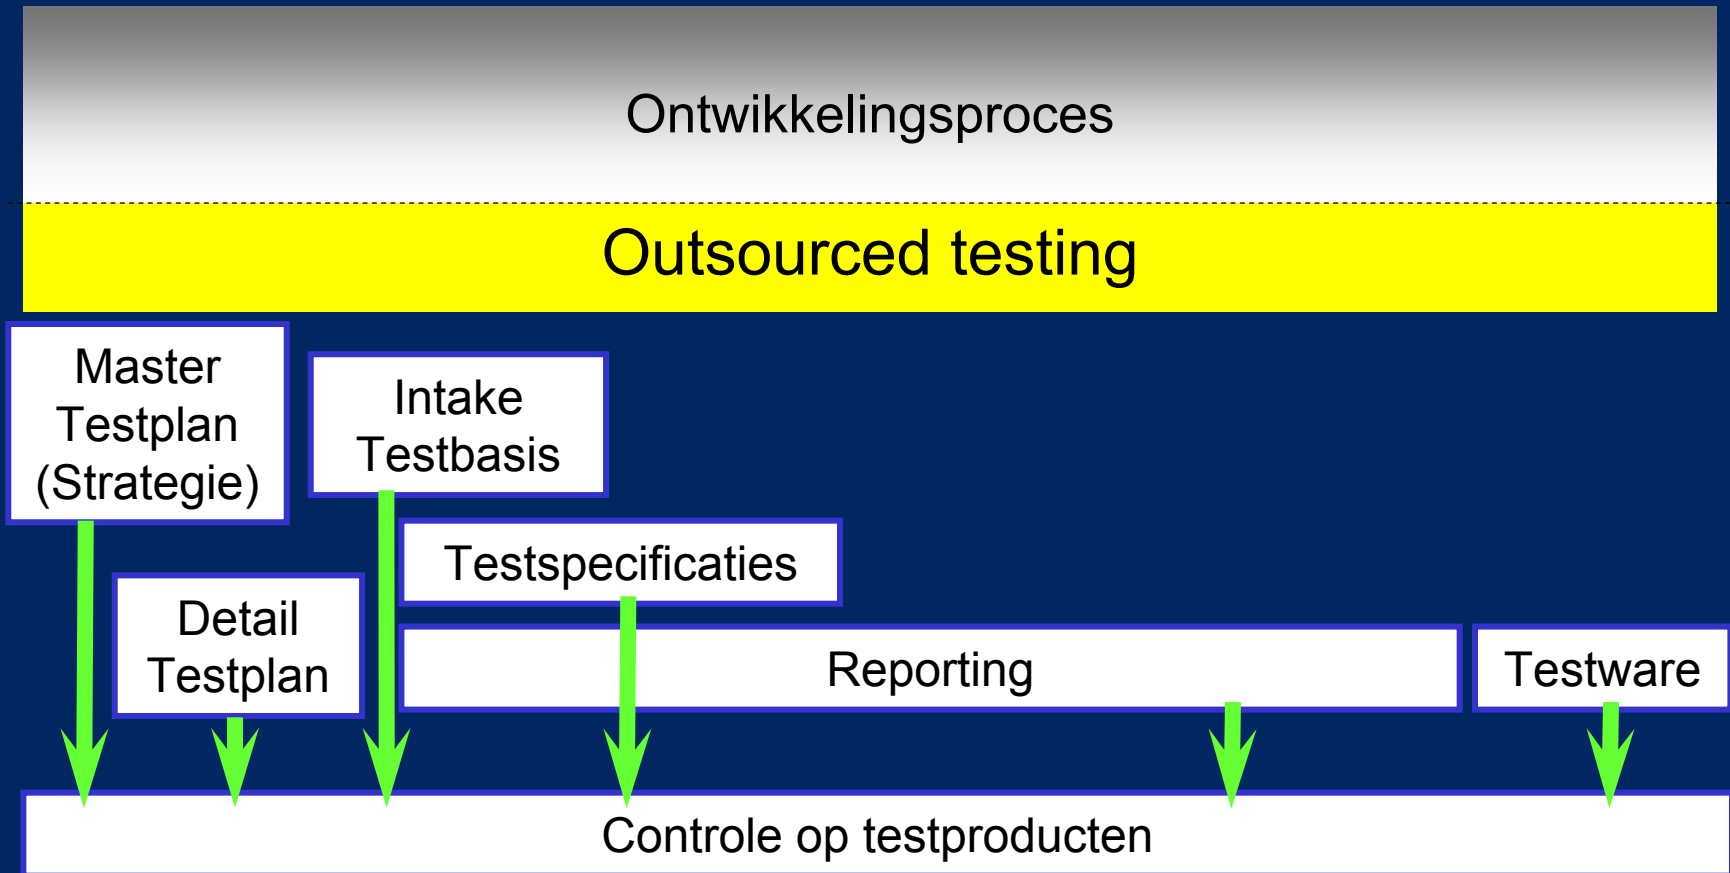 Ontwikkelingsproces
Outsourced testing
Master
Testplan
(Strategie)
Intake
Testbasis
Testspecificaties
Detail
Testplan
Reporting
Testware
Controle op testproducten